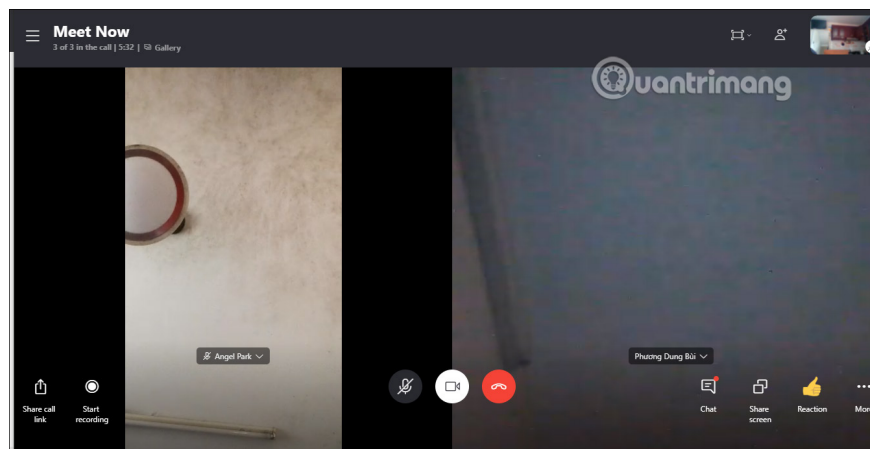 Meet Now
3 of 3 in the call | 5:32 | Gallery
Quantrimang
Angel Park
Phương Dung Bùi
Share call
link
Start
recording
Chat
Share
screen
Reaction
More